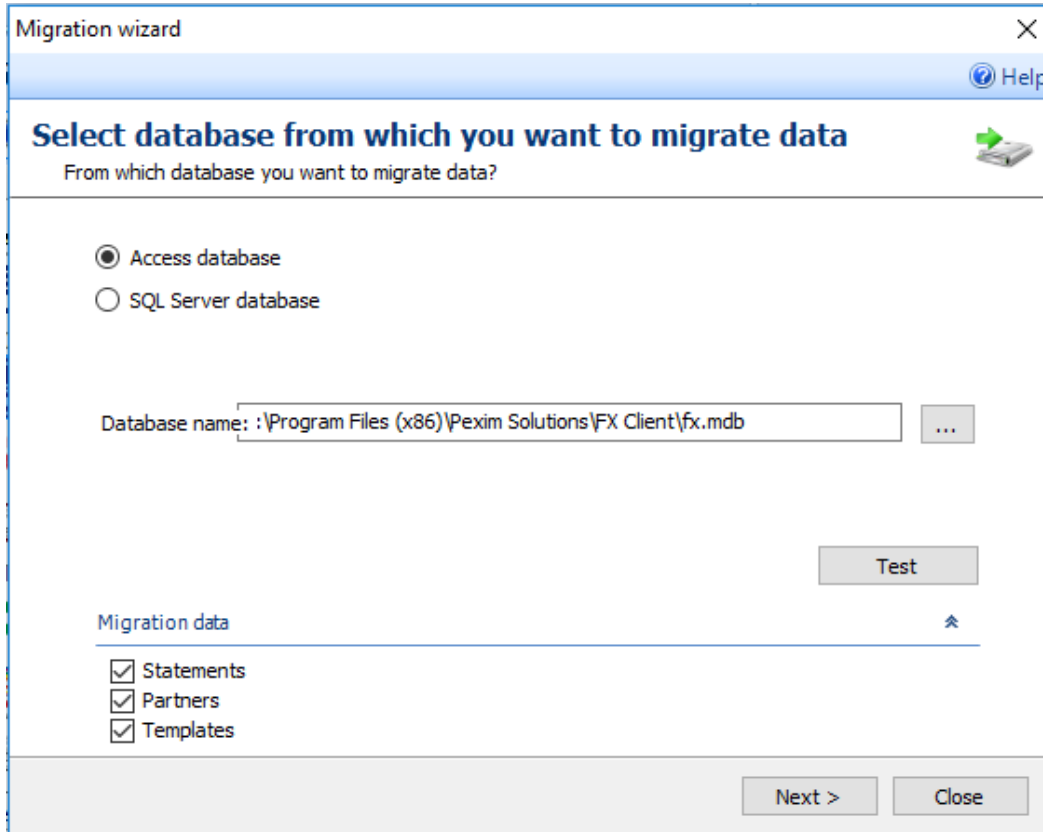 Migration wizard
Help
Select database from which you want to migrate data
From which database you want to migrate data?
Access database
SQL Server database
Database name: :\Program Files (x86)\Pexim Solutions\FX Client\fx.mdb
...
Test
Migration data
Statements
Partners
Templates
Next >
Close